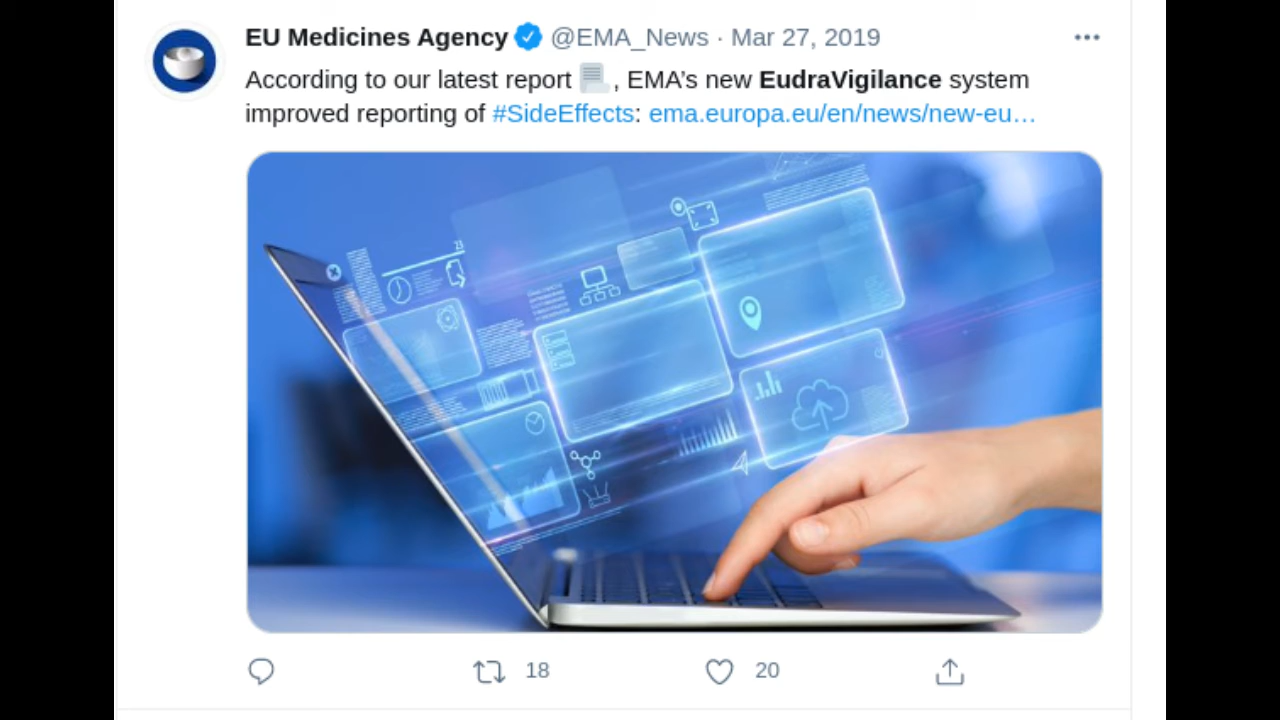 EU Medicines Agency @EMA_News · Mar 27, 2019
According to our latest report , EMA's new EudraVigilance system
improved reporting of #SideEffects: ema.europa.eu/en/news/new-eu…
23
18 20